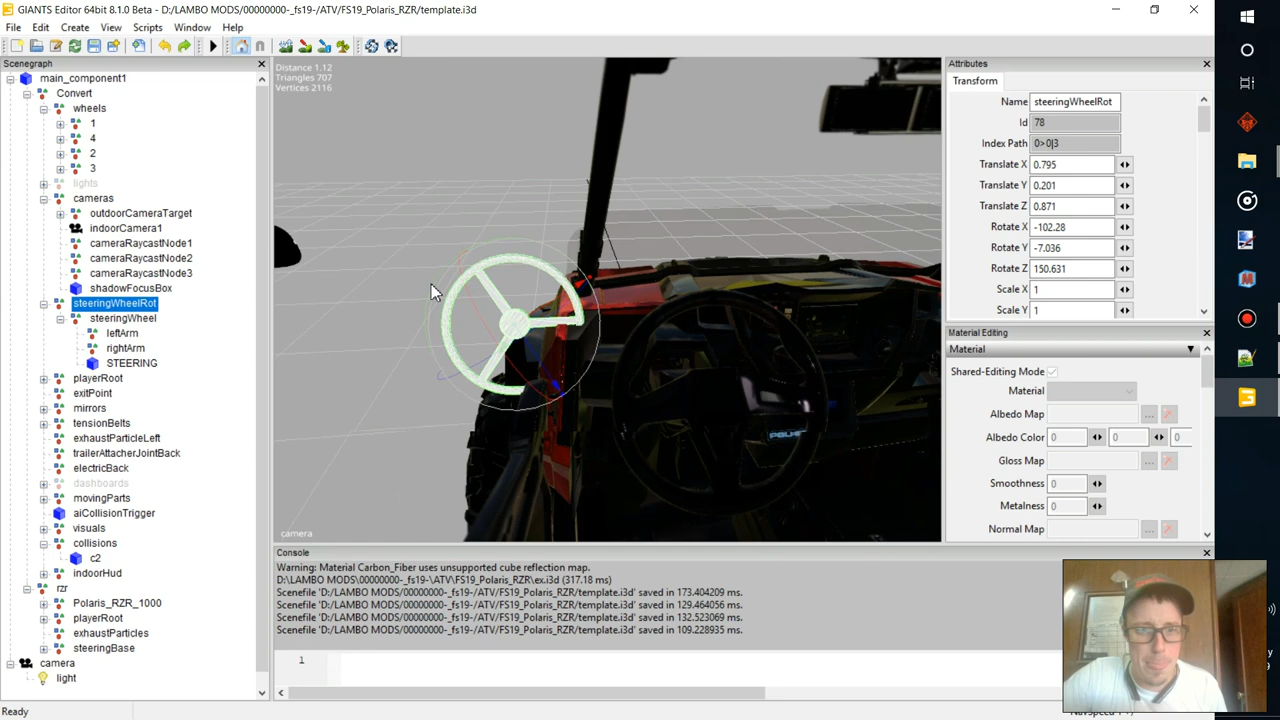 GIANTS Editor 64bit 8.1.0 Beta - D:/LAMBO MODS/00000000-_fs19-/ATV/FS19_Polaris_RZR/template.i3d
File Edit Create View Scripts Window Help
Scenegraph
main_component1
Convert
wheels
1
4
2
3
lights
cameras
outdoorCameraTarget
indoorCamera1
cameraRaycastNode1
cameraRaycastNode2
cameraRaycastNode3
shadowFocusBox
steeringWheelRot
steeringWheel
leftArm
rightArm
STEERING
playerRoot
exitPoint
mirrors
tensionBelts
exhaustParticleLeft
trailerAttacherJointBack
electricBack
dashboards
movingParts
aiCollisionTrigger
visuals
collisions
c2
indoorHud
rzr
Polaris_RZR_1000
playerRoot
exhaustParticles
steeringBase
camera
light
Ready
Distance 1.12
Triangles 707
Vertices 2116
camera
Console
Warning: Material Carbon_Fiber uses unsupported cube reflection map.
D:\LAMBO MODS\00000000-_fs19-\ATV\FS19_Polaris_RZR\ex.i3d (317.18 ms)
Scenefile 'D:/LAMBO MODS/00000000-_fs19-/ATV/FS19_Polaris_RZR/template.i3d' saved in 173.404209 ms.
Scenefile 'D:/LAMBO MODS/00000000-_fs19-/ATV/FS19_Polaris_RZR/template.i3d' saved in 129.464056 ms.
Scenefile 'D:/LAMBO MODS/00000000-_fs19-/ATV/FS19_Polaris_RZR/template.i3d' saved in 132.523069 ms.
Scenefile 'D:/LAMBO MODS/00000000-_fs19-/ATV/FS19_Polaris_RZR/template.i3d' saved in 109.228935 ms.
1
Attributes
Transform
Name steeringWheelRot
Id 78
Index Path 0>0|3
Translate X 0.795
Translate Y 0.201
Translate Z 0.871
Rotate X -102.28
Rotate Y -7.036
Rotate Z 150.631
Scale X 1
Scale Y 1
Material Editing
Material
Shared-Editing Mode
Material
Albedo Map ...
Albedo Color 0 0 0
Gloss Map ...
Smoothness 0
Metalness 0
Normal Map ...